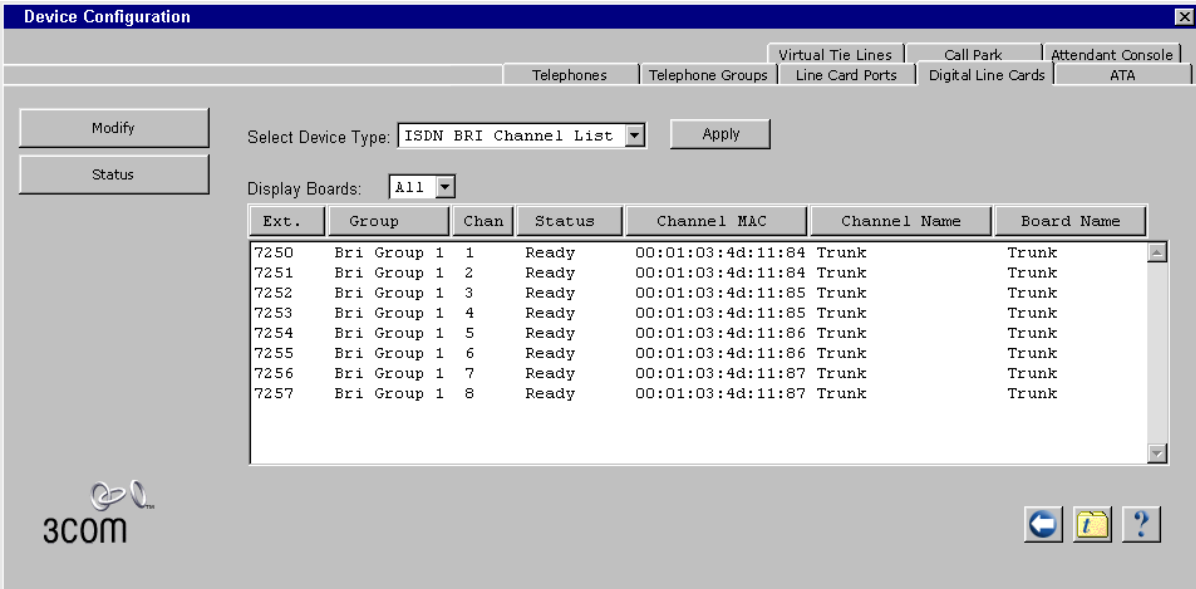 Device Configuration
Virtual Tie Lines Call Park Attendant Console
Telephones Telephone Groups Line Card Ports Digital Line Cards ATA
Modify
Status
Select Device Type: ISDN BRI Channel List Apply
Display Boards: All
Ext. Group Chan Status Channel MAC Channel Name Board Name
7250 Bri Group 1 1 Ready 00:01:03:4d:11:84 Trunk Trunk
7251 Bri Group 1 2 Ready 00:01:03:4d:11:84 Trunk Trunk
7252 Bri Group 1 3 Ready 00:01:03:4d:11:85 Trunk Trunk
7253 Bri Group 1 4 Ready 00:01:03:4d:11:85 Trunk Trunk
7254 Bri Group 1 5 Ready 00:01:03:4d:11:86 Trunk Trunk
7255 Bri Group 1 6 Ready 00:01:03:4d:11:86 Trunk Trunk
7256 Bri Group 1 7 Ready 00:01:03:4d:11:87 Trunk Trunk
7257 Bri Group 1 8 Ready 00:01:03:4d:11:87 Trunk Trunk
TM
3COM
t ?